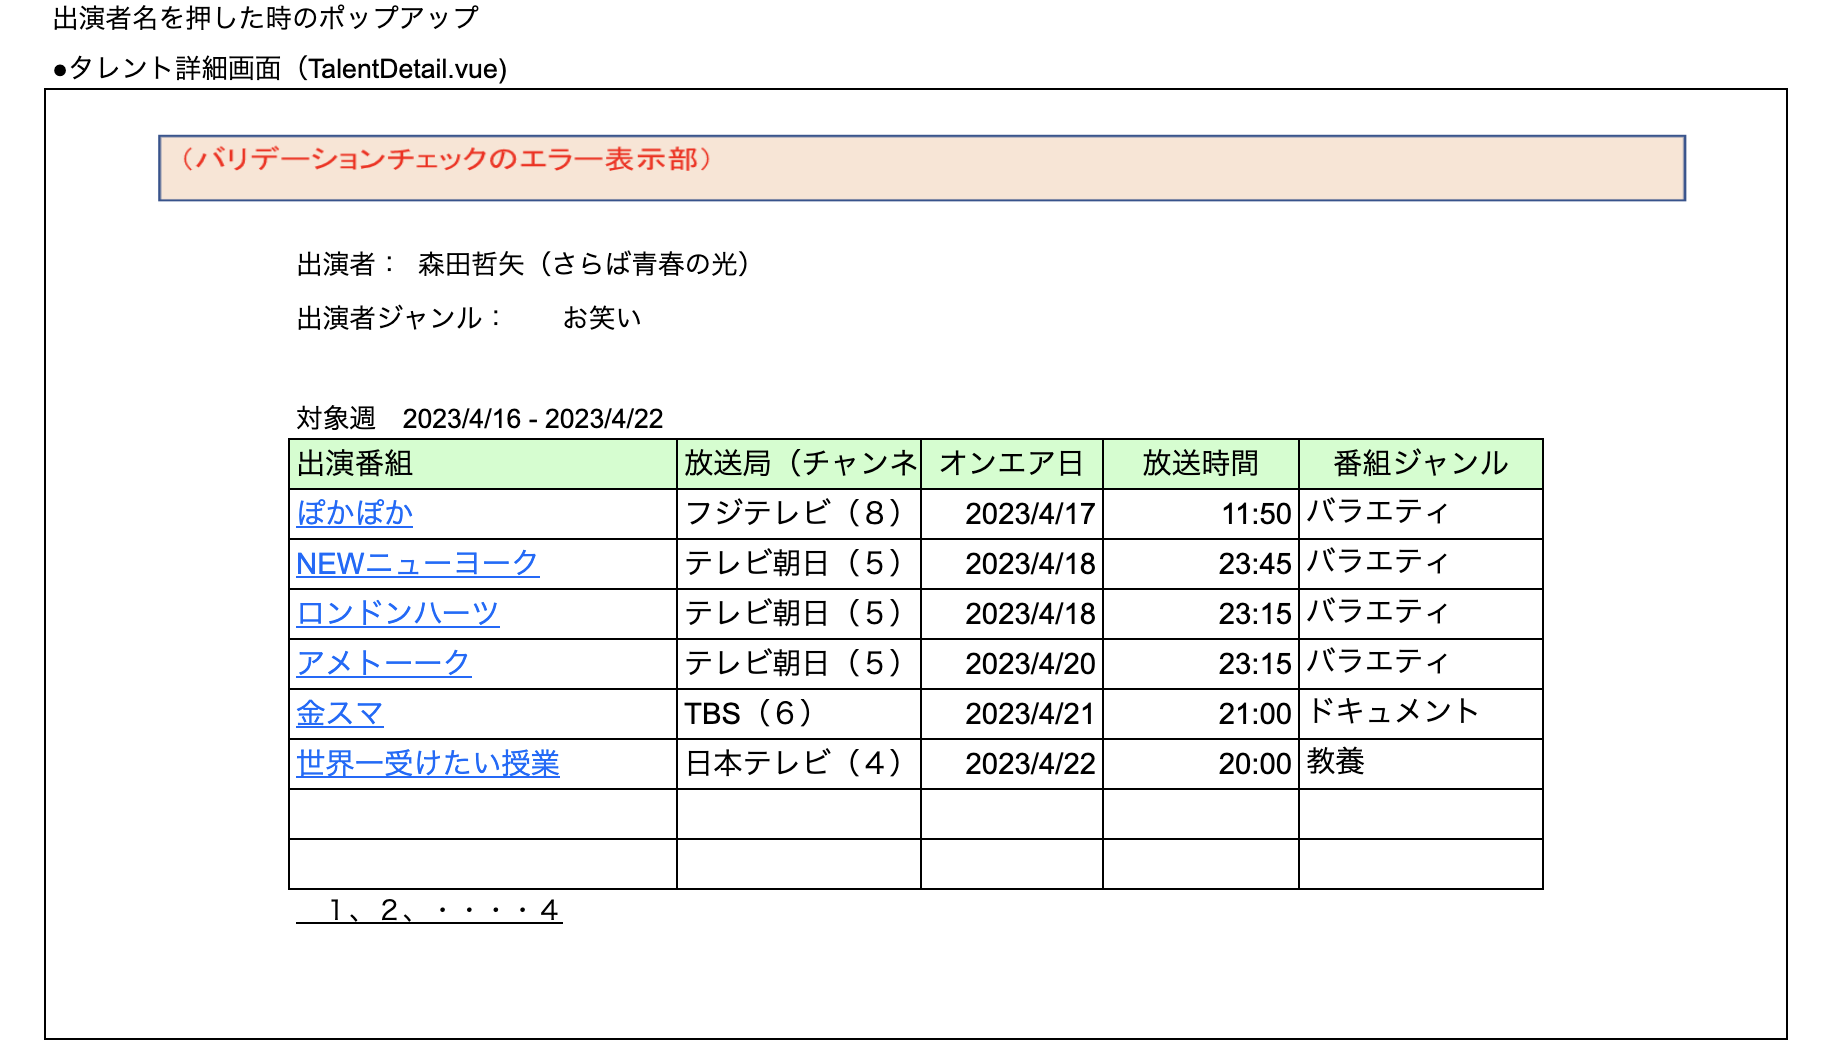 出演者名を押した時のポップアップ
●タレント詳細画面（TalentDetail.vue)
（バリデーションチェックのエラー表示部）
出演者： 森田哲矢（さらば青春の光）
出演者ジャンル：　　お笑い
対象週　2023/4/16 - 2023/4/22
出演番組 放送局（チャンネ オンエア日 放送時間 番組ジャンル
ぽかぽか フジテレビ（８） 2023/4/17 11:50 バラエティ
NEWニューヨーク テレビ朝日（５） 2023/4/18 23:45 バラエティ
ロンドンハーツ テレビ朝日（５） 2023/4/18 23:15 バラエティ
アメトーーク テレビ朝日（５） 2023/4/20 23:15 バラエティ
金スマ TBS（６） 2023/4/21 21:00 ドキュメント
世界一受けたい授業 日本テレビ（４） 2023/4/22 20:00 教養
１、２、・・・・４